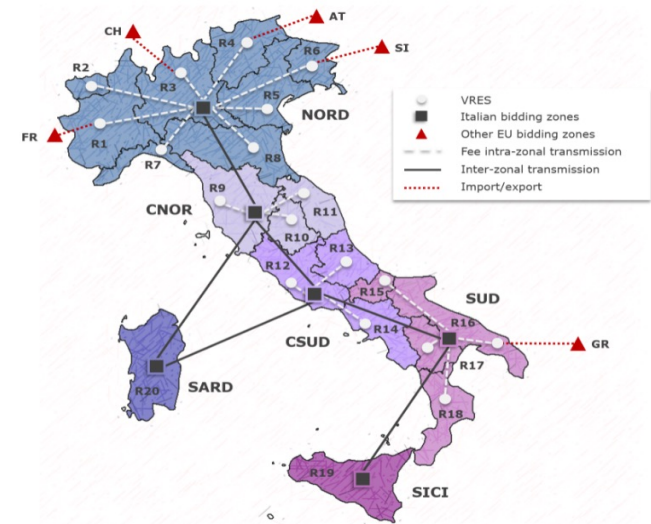 AT
CH
R4
SI
R6
R2
R3
R5
NORD
FR
R1
R7
R8
VRES
Italian bidding zones
Other EU bidding zones
Fee intra-zonal transmission
Inter-zonal transmission
Import/export
R9
CNOR
R11
R10
R13
R12
R15
SUD
R16
R14
CSUD
GR
R17
R20
SARD
R18
R19
SICI